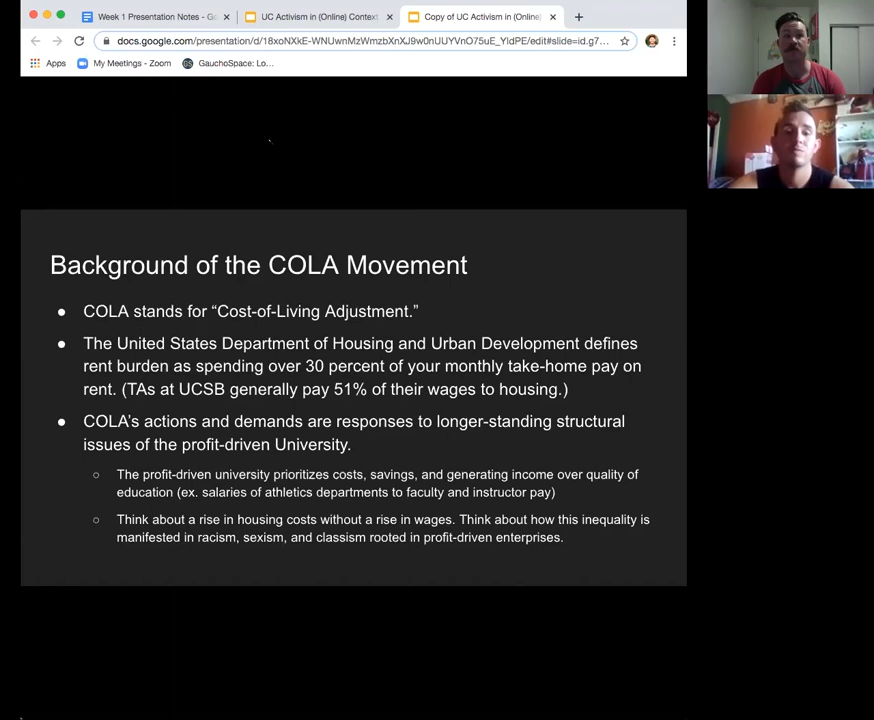 Week 1 Presentation Notes - Go
UC Activism in (Online) Context
Copy of UC Activism in (Online)
docs.google.com/presentation/d/18xoNXkE-WNUwnMzWmzbXnXJ9w0nUUYVnO75uE_YldPE/edit#slide=id.g7...
Apps
My Meetings - Zoom
GS
GauchoSpace: Lo...
Background of the COLA Movement
● COLA stands for “Cost-of-Living Adjustment.”
● The United States Department of Housing and Urban Development defines
rent burden as spending over 30 percent of your monthly take-home pay on
rent. (TAs at UCSB generally pay 51% of their wages to housing.)
● COLA’s actions and demands are responses to longer-standing structural
issues of the profit-driven University.
○ The profit-driven university prioritizes costs, savings, and generating income over quality of
education (ex. salaries of athletics departments to faculty and instructor pay)
○ Think about a rise in housing costs without a rise in wages. Think about how this inequality is
manifested in racism, sexism, and classism rooted in profit-driven enterprises.